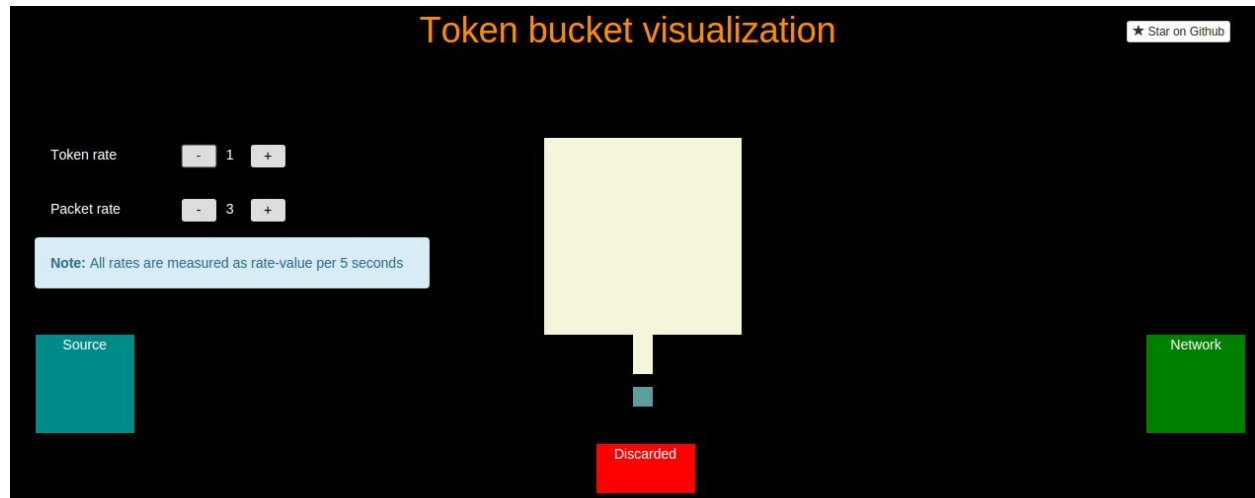 Token bucket visualization
★ Star on Github
Token rate - 1 +
Packet rate - 3 +
Note: All rates are measured as rate-value per 5 seconds
Source
Network
Discarded